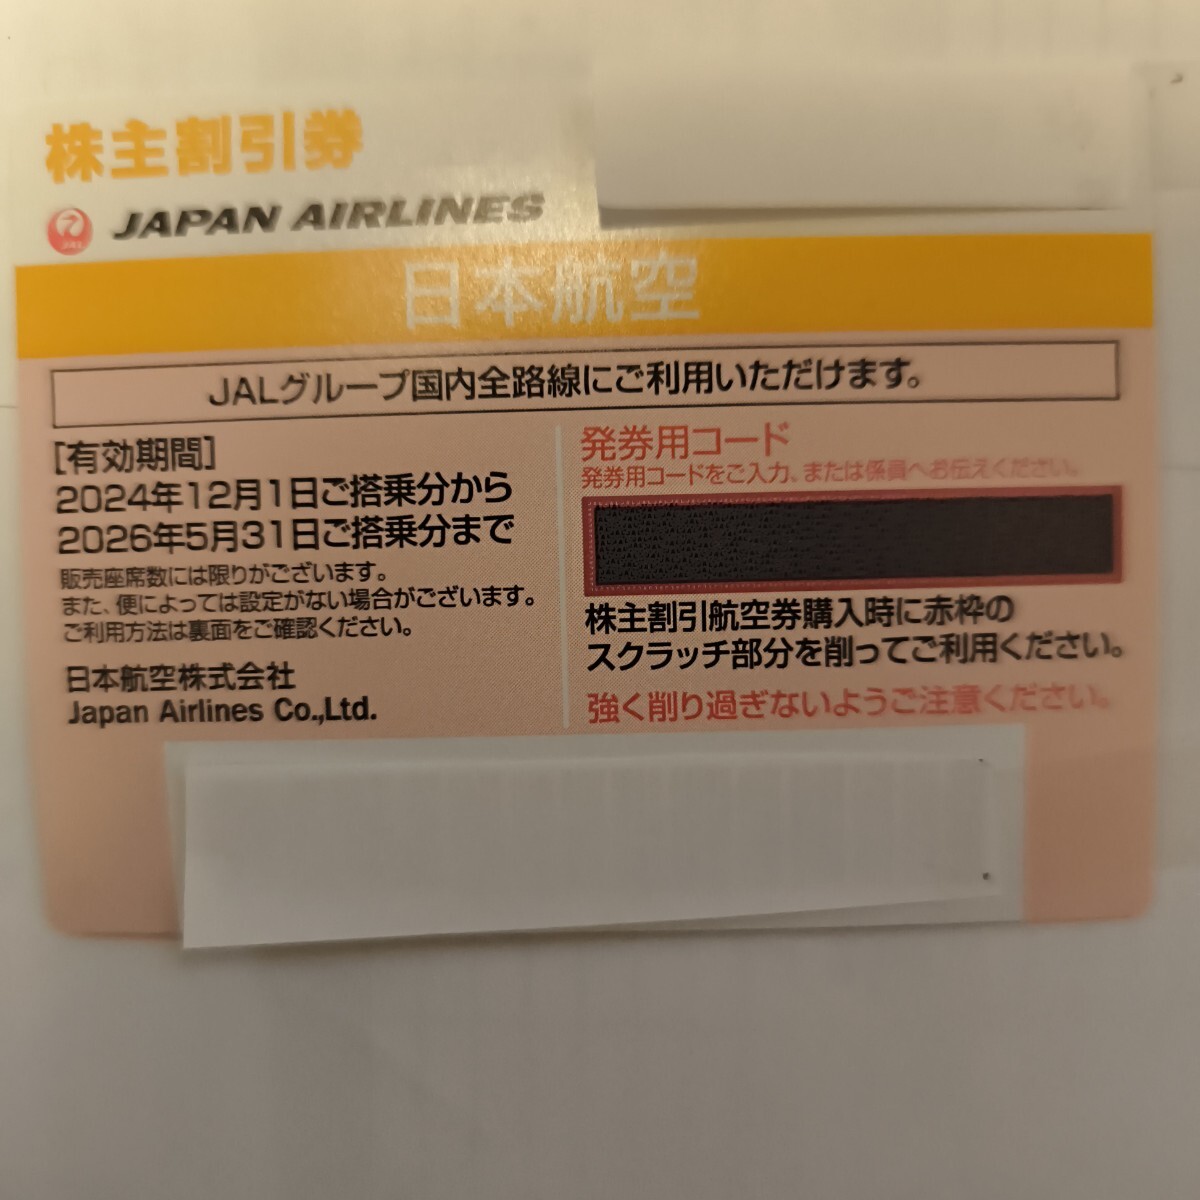 株主割引券
JAL JAPAN AIRLINES
日本航空
JALグループ国内全路線にご利用いただけます。
[有効期間]
2024年12月1日ご搭乗分から
2026年5月31日ご搭乗分まで
販売座席数には限りがございます。
また、便によっては設定がない場合がございます。
ご利用方法は裏面をご確認ください。
日本航空株式会社
Japan Airlines Co.,Ltd.
発券用コード
発券用コードをご入力、または係員へお伝えください。
株主割引航空券購入時に赤枠の
スクラッチ部分を削ってご利用ください。
強く削り過ぎないようご注意ください。